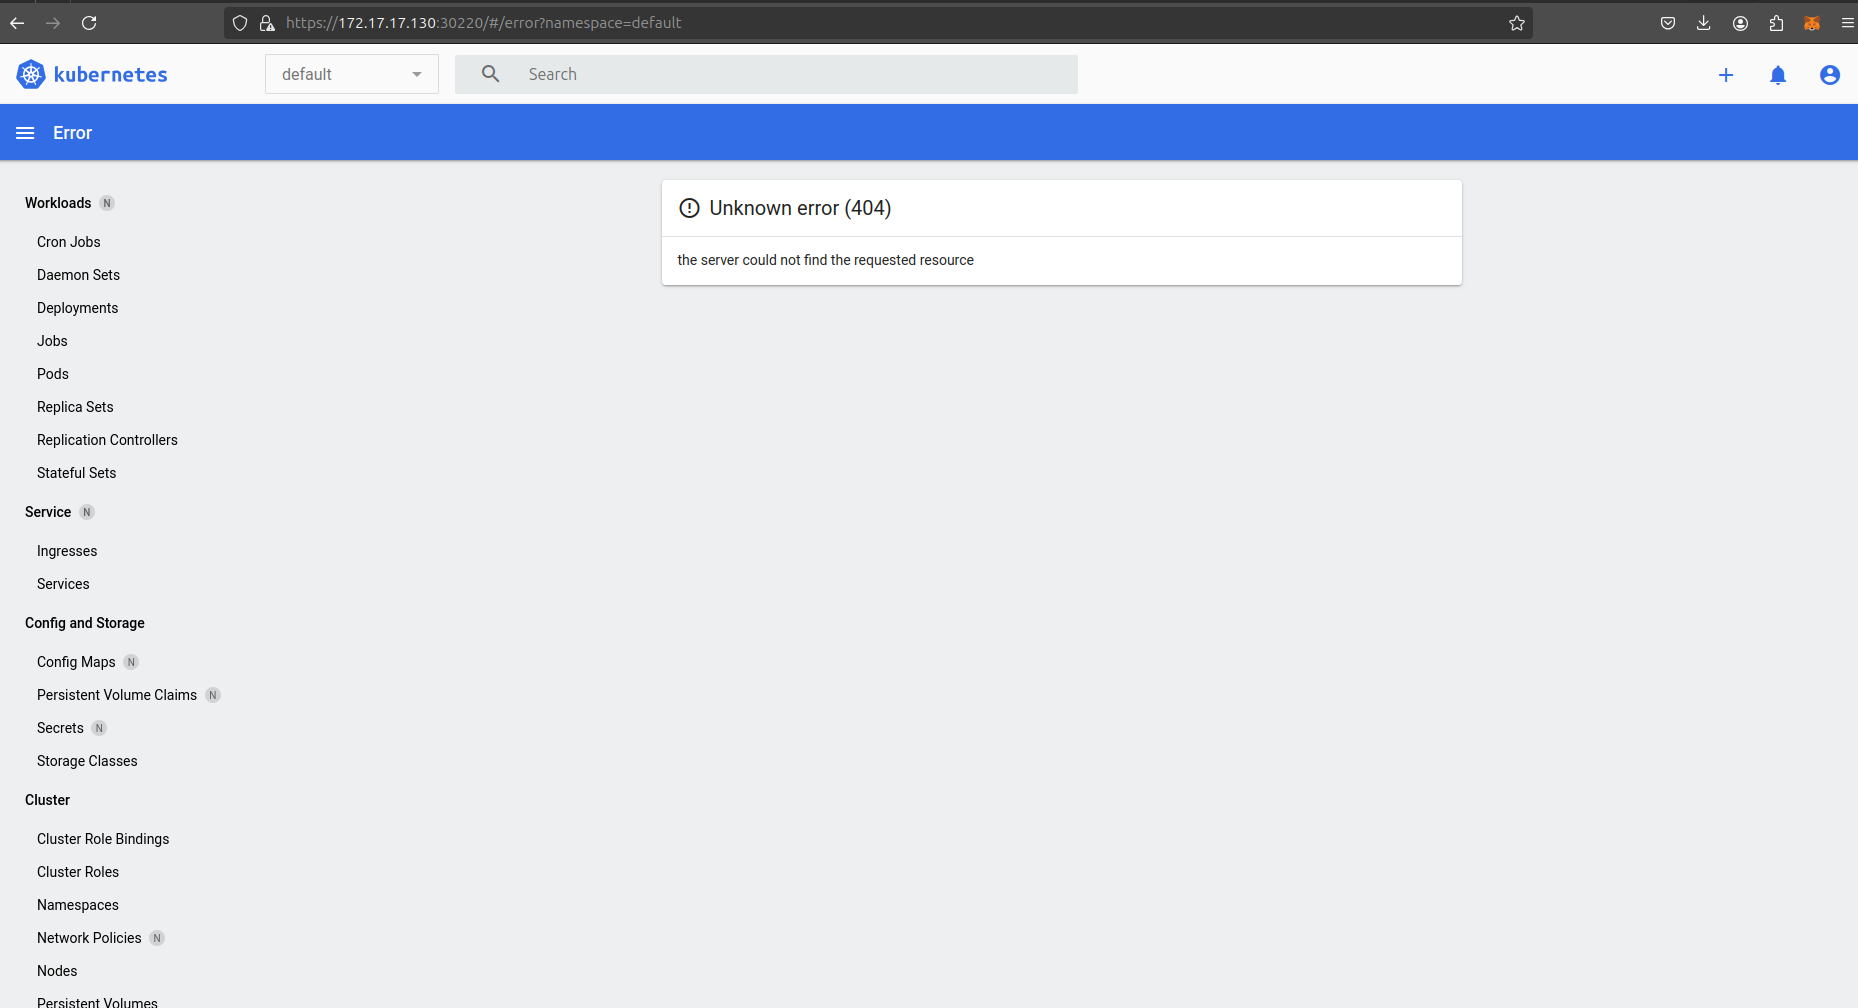 https://172.17.17.130:30220/#/error?namespace=default
kubernetes
default
Search
Error
Workloads N
Cron Jobs
Daemon Sets
Deployments
Jobs
Pods
Replica Sets
Replication Controllers
Stateful Sets
Service N
Ingresses
Services
Config and Storage
Config Maps N
Persistent Volume Claims N
Secrets N
Storage Classes
Cluster
Cluster Role Bindings
Cluster Roles
Namespaces
Network Policies N
Nodes
Persistent Volumes
Unknown error (404)
the server could not find the requested resource